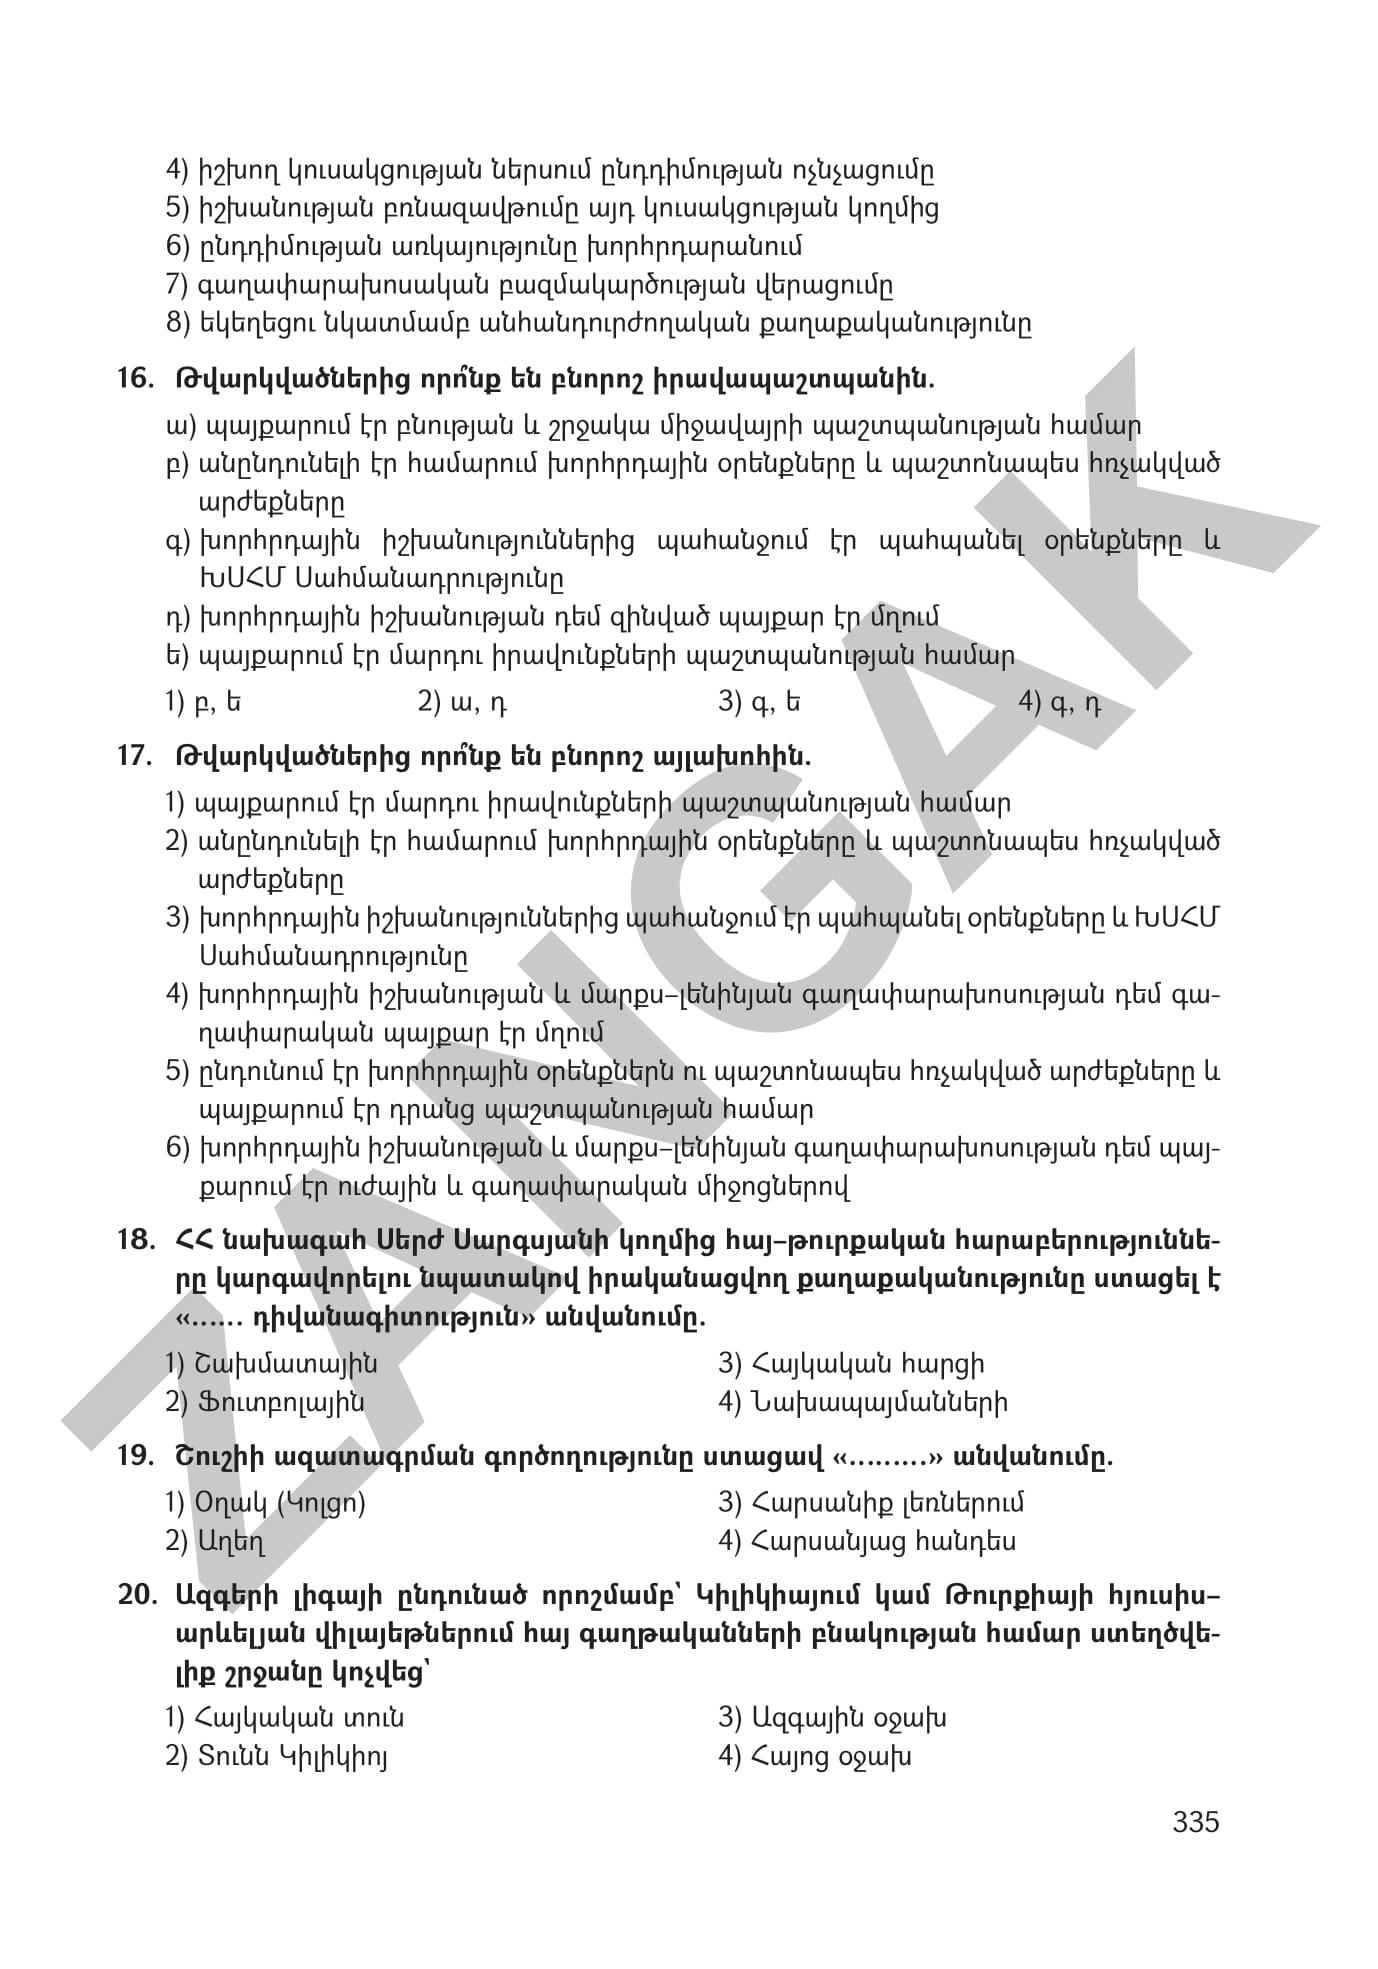 4) իշխող կուսակցության ներսում ընդդիմության ոչնչացումը
5) իշխանության բռնազավթումը այդ կուսակցության կողմից
6) ընդդիմության առկայությունը խորհրդարանում
7) գաղափարախոսական բազմակարծության վերացումը
8) եկեղեցու նկատմամբ անհանդուրժողական քաղաքականությունը
16. Թվարկվածներից որո՞նք են բնորոշ իրավապաշտպանին.
ա) պայքարում էր բնության և շրջակա միջավայրի պաշտպանության համար
բ) անընդունելի էր համարում խորհրդային օրենքները և պաշտոնապես հռչակված
արժեքները
գ) խորհրդային իշխանություններից պահանջում էր պահպանել օրենքները և
ԽՍՀՄ Սահմանադրությունը
դ) խորհրդային իշխանության դեմ զինված պայքար էր մղում
ե) պայքարում էր մարդու իրավունքների պաշտպանության համար
1) բ, ե 2) ա, դ 3) գ, ե 4) գ, դ
17. Թվարկվածներից որո՞նք են բնորոշ այլախոհին.
1) պայքարում էր մարդու իրավունքների պաշտպանության համար
2) անընդունելի էր համարում խորհրդային օրենքները և պաշտոնապես հռչակված
արժեքները
3) խորհրդային իշխանություններից պահանջում էր պահպանել օրենքները և ԽՍՀՄ
Սահմանադրությունը
4) խորհրդային իշխանության և մարքս–լենինյան գաղափարախոսության դեմ գա-
ղափարական պայքար էր մղում
5) ընդունում էր խորհրդային օրենքներն ու պաշտոնապես հռչակված արժեքները և
պայքարում էր դրանց պաշտպանության համար
6) խորհրդային իշխանության և մարքս–լենինյան գաղափարախոսության դեմ պայ-
քարում էր ուժային և գաղափարական միջոցներով
18. ՀՀ նախագահ Սերժ Սարգսյանի կողմից հայ–թուրքական հարաբերություննե-
րը կարգավորելու նպատակով իրականացվող քաղաքականությունը ստացել է
«…… դիվանագիտություն» անվանումը.
1) Շախմատային 3) Հայկական հարցի
2) Ֆուտբոլային 4) Նախապայմանների
19. Շուշիի ազատագրման գործողությունը ստացավ «………» անվանումը.
1) Օղակ (Կոլցո) 3) Հարսանիք լեռներում
2) Աղեղ 4) Հարսանյաց հանդես
20. Ազգերի լիգայի ընդունած որոշմամբ՝ Կիլիկիայում կամ Թուրքիայի հյուսիս–
արևելյան վիլայեթներում հայ գաղթականների բնակության համար ստեղծվե-
լիք շրջանը կոչվեց՝
1) Հայկական տուն 3) Ազգային օջախ
2) Տունն Կիլիկիոյ 4) Հայոց օջախ
335
ZANGAK